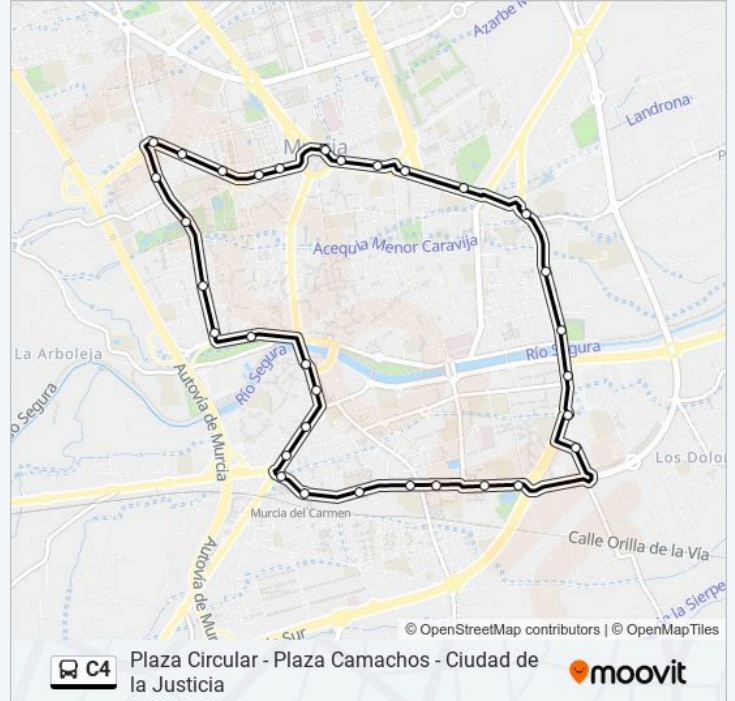 Azarbe M
Landrona
P
Murcia
Acequia Menor Caravija
La Arboleja
Río Segura
Río Segura
o Segura
Autovía de Murcia
Los Dolo
Murcia del Carmen
Calle Orilla de la Vía
Autovía de Mur
la Sierpe
Sur
© OpenStreetMap contributors | © OpenMapTiles
C4
Plaza Circular - Plaza Camachos - Ciudad de
la Justicia
moovit